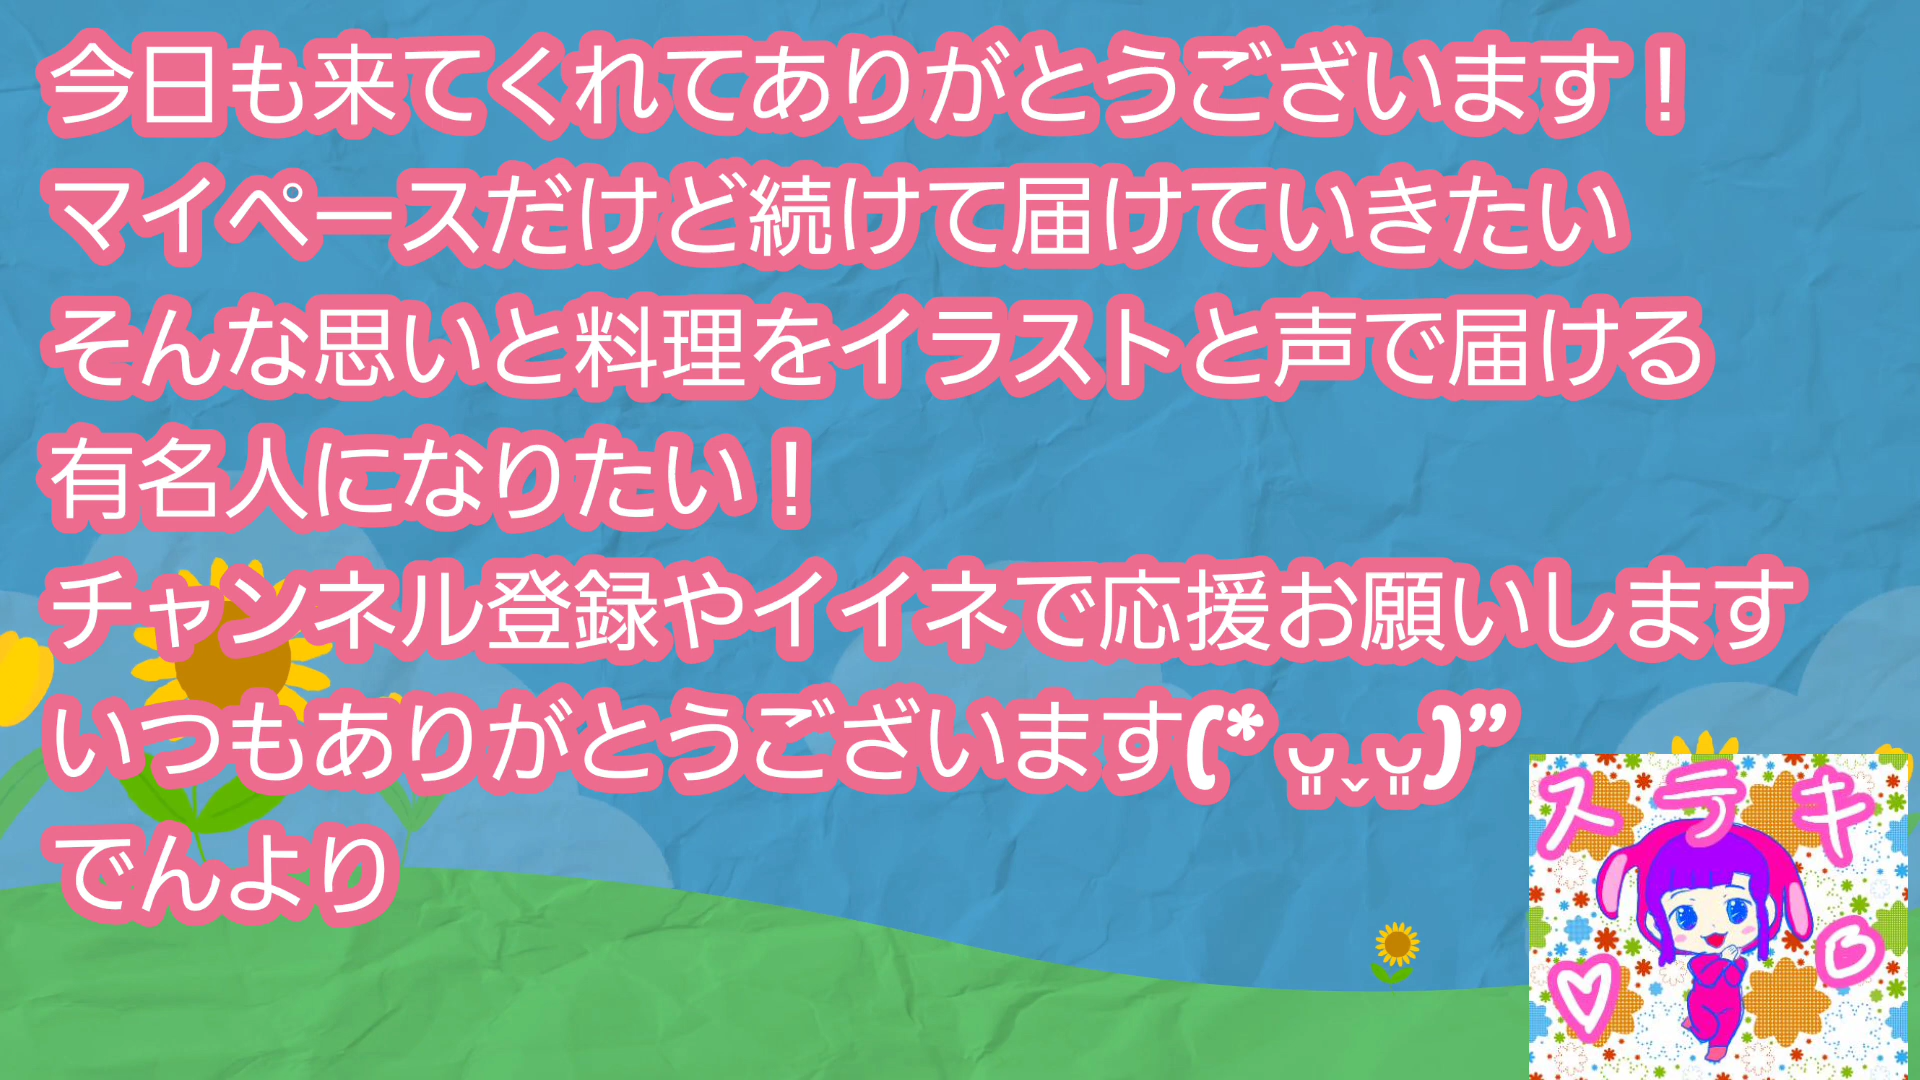 今日も来てくれてありがとうございます！
マイペースだけど続けて届けていきたい
そんな思いと料理をイラストと声で届ける
有名人になりたい！
チャンネル登録やイイネで応援お願いします
いつもありがとうございます(* ᵕ̤ˬᵕ̤)”
でんより
ステキ